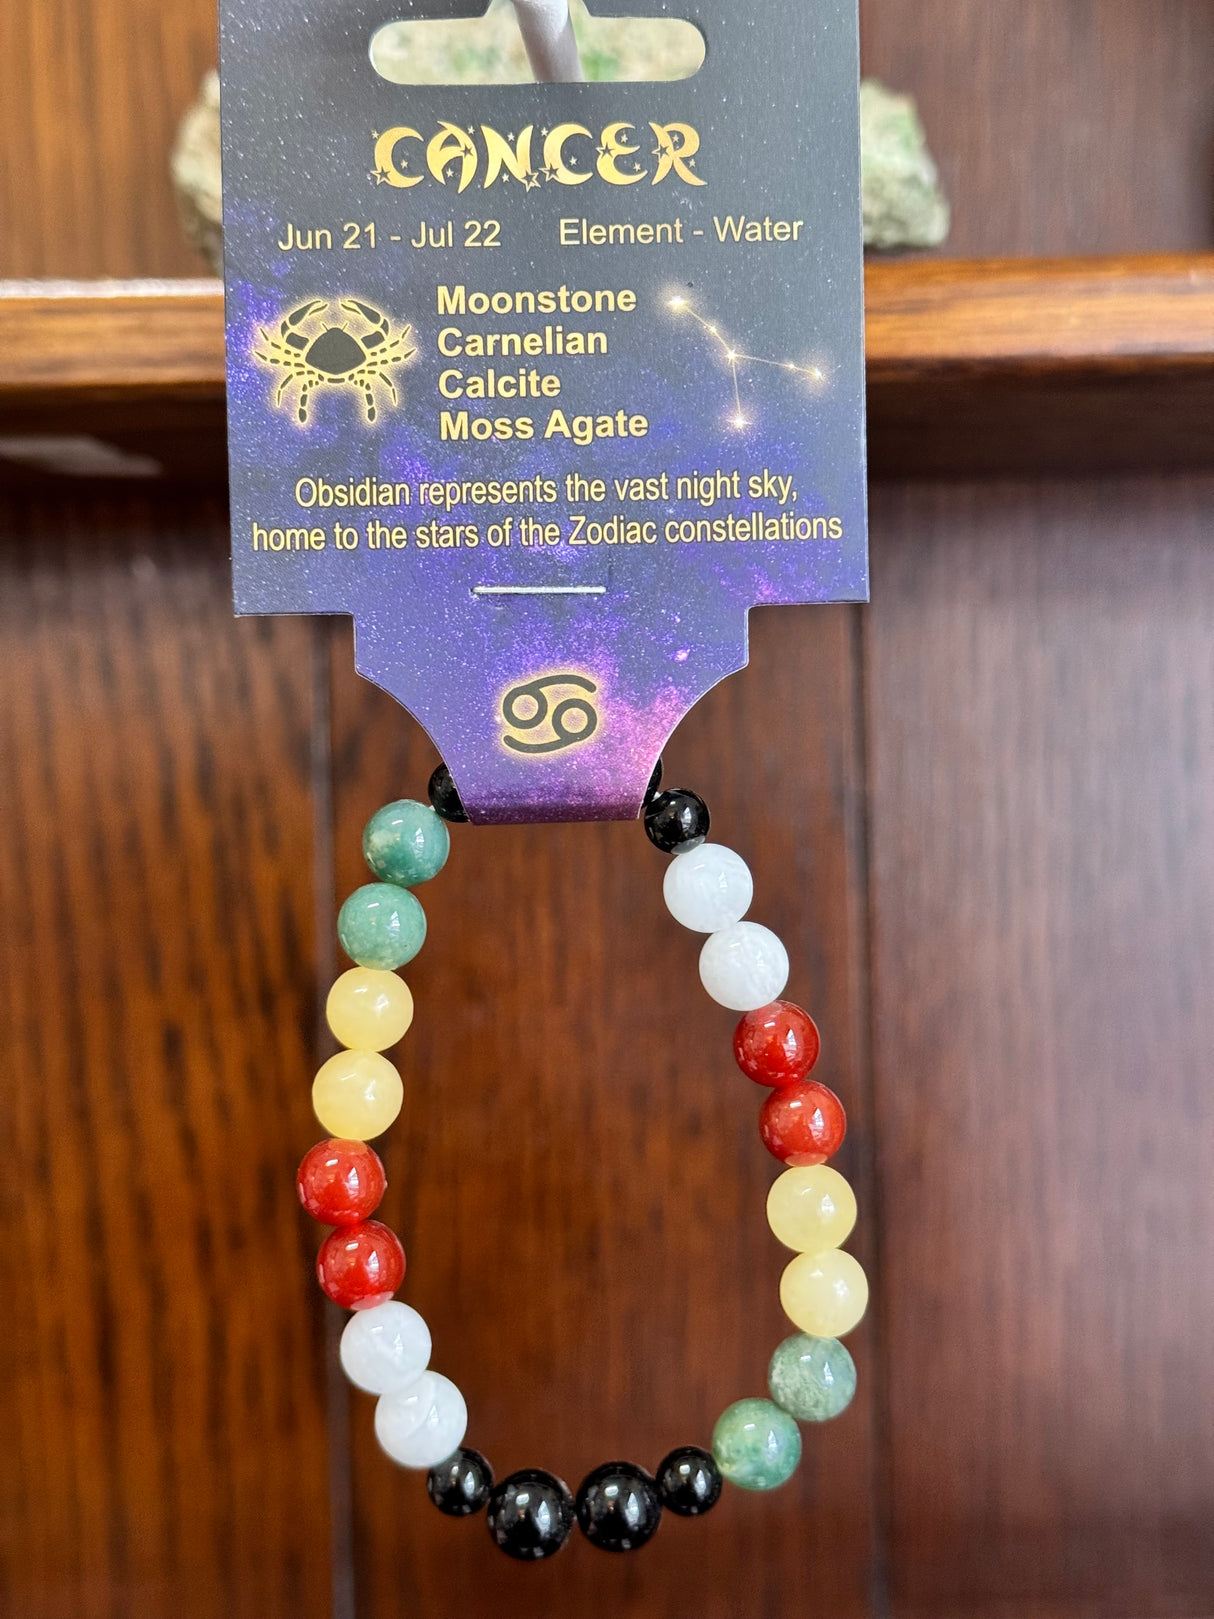 CANCER
Jun 21 - Jul 22 Element - Water
Moonstone
Carnelian
Calcite
Moss Agate
Obsidian represents the vast night sky,
home to the stars of the Zodiac constellations
♋